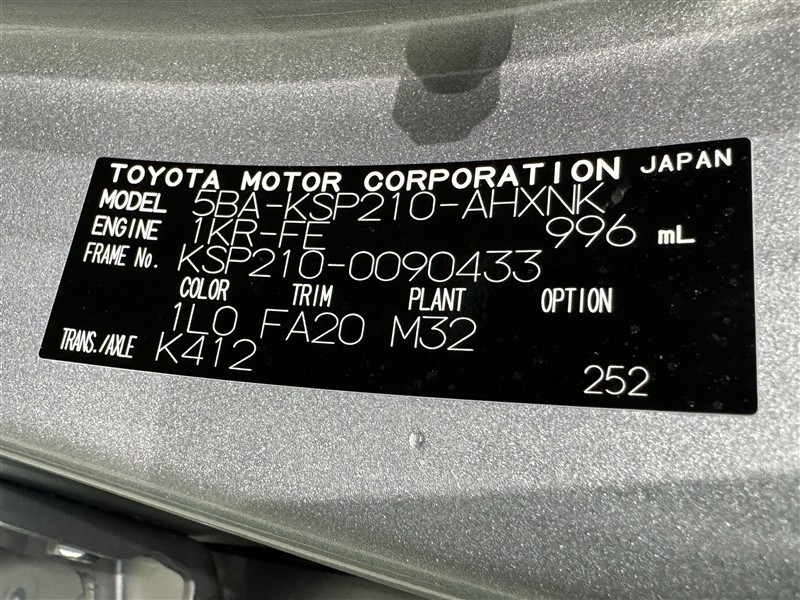 TOYOTA MOTOR CORPORATION JAPAN
MODEL 5BA-KSP210-AHXNK
ENGINE 1KR-FE 996 mL
FRAME No. KSP210-0090433
COLOR TRIM PLANT OPTION
1L0 FA20 M32
TRANS./AXLE K412
252